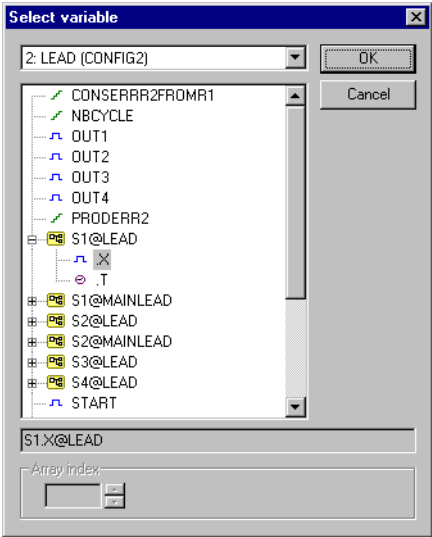 Select variable
2: LEAD (CONFIG2)
OK
Cancel
CONSERRR2FROMR1
NBCYCLE
OUT1
OUT2
OUT3
OUT4
PRODERR2
S1@LEAD
.X
.T
S1@MAINLEAD
S2@LEAD
S2@MAINLEAD
S3@LEAD
S4@LEAD
START
S1.X@LEAD
Array index